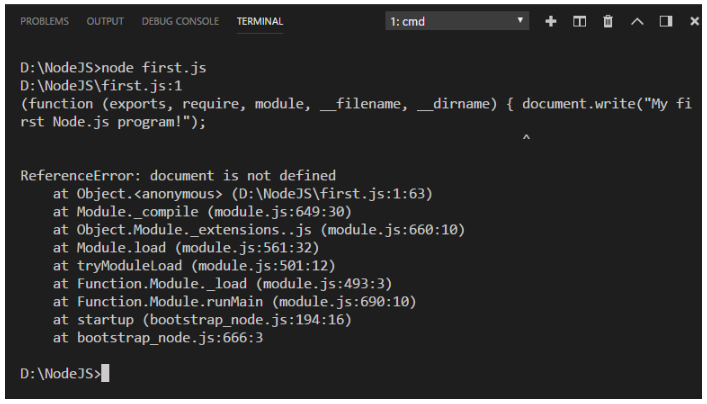 PROBLEMS OUTPUT DEBUG CONSOLE TERMINAL 1: cmd
D:\NodeJS>node first.js
D:\NodeJS\first.js:1
(function (exports, require, module, __filename, __dirname) { document.write("My fi
rst Node.js program!");
^
ReferenceError: document is not defined
at Object.<anonymous> (D:\NodeJS\first.js:1:63)
at Module._compile (module.js:649:30)
at Object.Module._extensions..js (module.js:660:10)
at Module.load (module.js:561:32)
at tryModuleLoad (module.js:501:12)
at Function.Module._load (module.js:493:3)
at Function.Module.runMain (module.js:690:10)
at startup (bootstrap_node.js:194:16)
at bootstrap_node.js:666:3
D:\NodeJS>